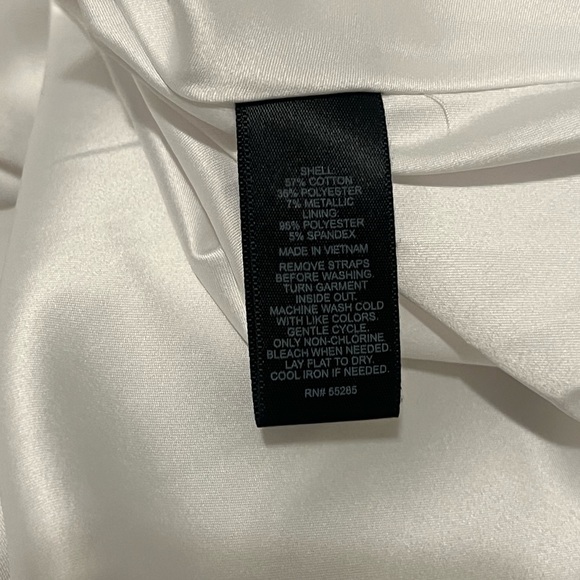 SHELL:
57% COTTON
36% POLYESTER
7% METALLIC
LINING:
95% POLYESTER
5% SPANDEX
MADE IN VIETNAM
REMOVE STRAPS
BEFORE WASHING.
TURN GARMENT
INSIDE OUT.
MACHINE WASH COLD
WITH LIKE COLORS.
GENTLE CYCLE.
ONLY NON-CHLORINE
BLEACH WHEN NEEDED.
LAY FLAT TO DRY.
COOL IRON IF NEEDED.
RN# 55285